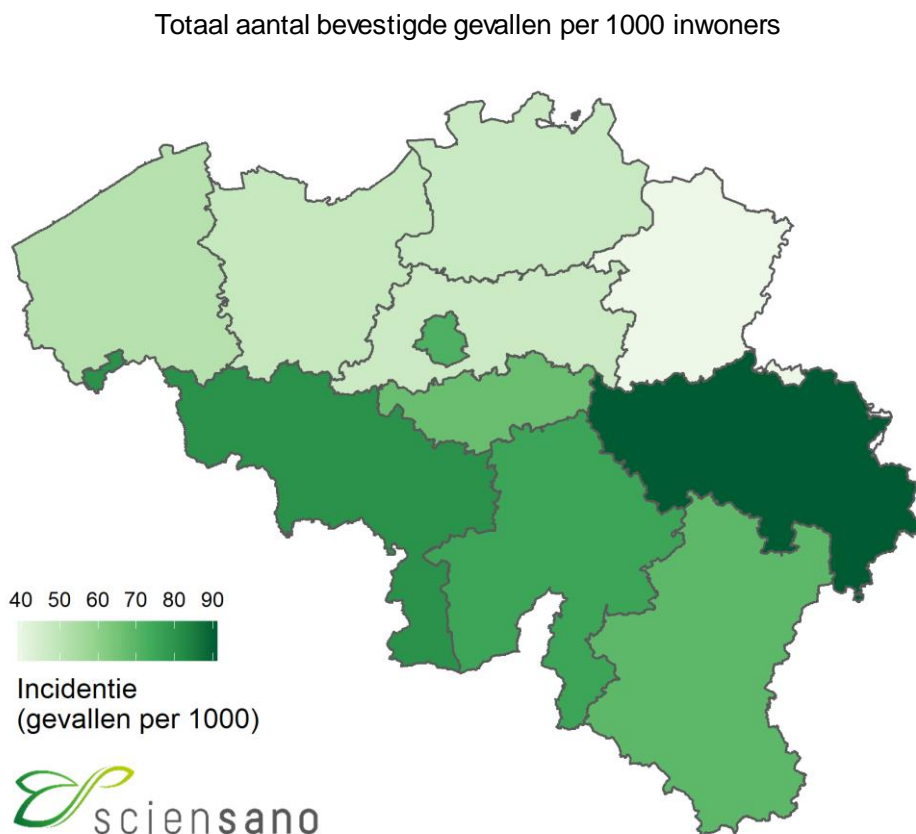 Totaal aantal bevestigde gevallen per 1000 inwoners
40 50 60 70 80 90
Incidentie
(gevallen per 1000)
sciensano